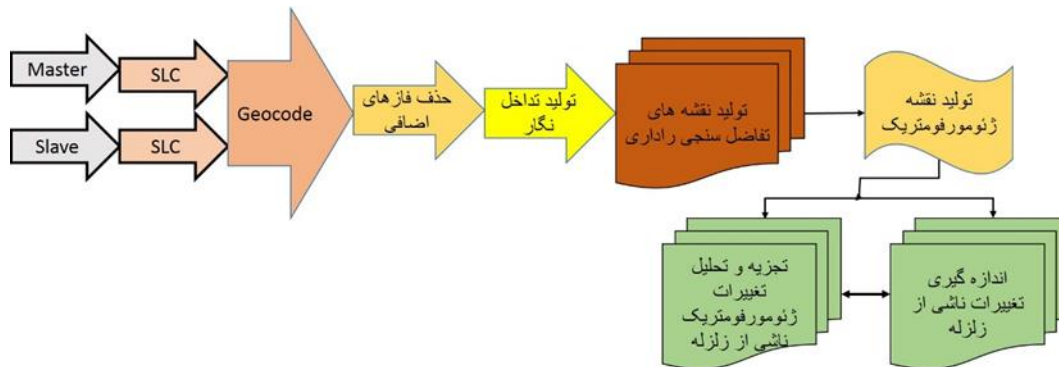 Master
SLC
Slave
SLC
Geocode
حذف فازهای
اضافی
تولید تداخل
نگار
تولید نقشه های
تفاضل سنجی راداری
تولید نقشه
ژئومورفومتریک
تجزیه و تحلیل
تغییرات
ژئومورفومتریک
ناشی از زلزله
اندازه گیری
تغییرات ناشی از
زلزله